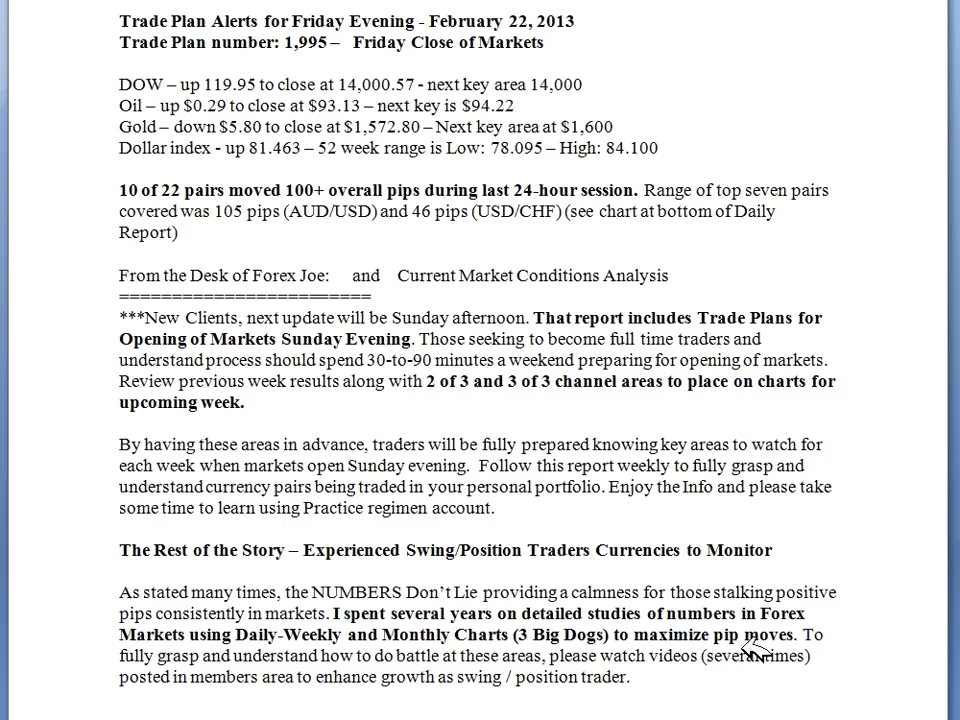 Trade Plan Alerts for Friday Evening - February 22, 2013
Trade Plan number: 1,995 – Friday Close of Markets
DOW – up 119.95 to close at 14,000.57 - next key area 14,000
Oil – up $0.29 to close at $93.13 – next key is $94.22
Gold – down $5.80 to close at $1,572.80 – Next key area at $1,600
Dollar index - up 81.463 – 52 week range is Low: 78.095 – High: 84.100
10 of 22 pairs moved 100+ overall pips during last 24-hour session. Range of top seven pairs
covered was 105 pips (AUD/USD) and 46 pips (USD/CHF) (see chart at bottom of Daily
Report)
From the Desk of Forex Joe: and Current Market Conditions Analysis
========================
***New Clients, next update will be Sunday afternoon. That report includes Trade Plans for
Opening of Markets Sunday Evening. Those seeking to become full time traders and
understand process should spend 30-to-90 minutes a weekend preparing for opening of markets.
Review previous week results along with 2 of 3 and 3 of 3 channel areas to place on charts for
upcoming week.
By having these areas in advance, traders will be fully prepared knowing key areas to watch for
each week when markets open Sunday evening. Follow this report weekly to fully grasp and
understand currency pairs being traded in your personal portfolio. Enjoy the Info and please take
some time to learn using Practice regimen account.
The Rest of the Story – Experienced Swing/Position Traders Currencies to Monitor
As stated many times, the NUMBERS Don't Lie providing a calmness for those stalking positive
pips consistently in markets. I spent several years on detailed studies of numbers in Forex
Markets using Daily-Weekly and Monthly Charts (3 Big Dogs) to maximize pip moves. To
fully grasp and understand how to do battle at these areas, please watch videos (several times)
posted in members area to enhance growth as swing / position trader.